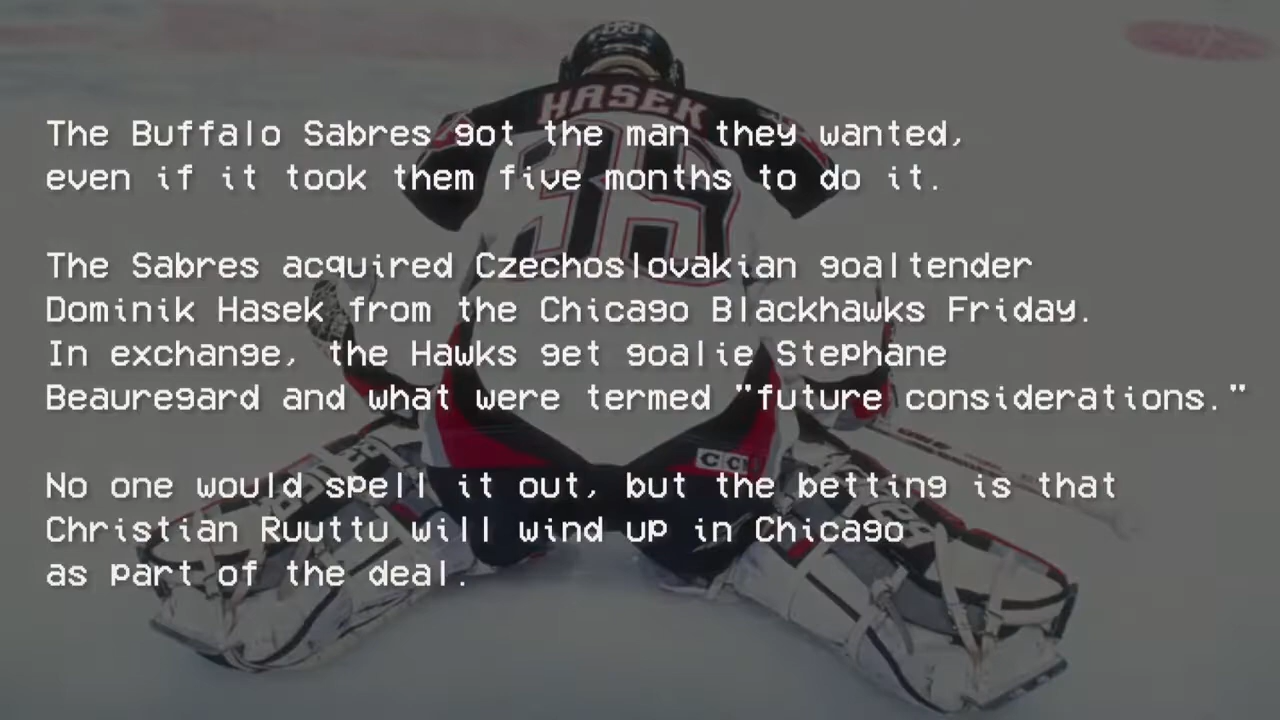 HASEK
The Buffalo Sabres got the man they wanted,
even if it took them five months to do it.
The Sabres acquired Czechoslovakian goaltender
Dominik Hasek from the Chicago Blackhawks Friday.
In exchange, the Hawks get goalie Stephane
Beauregard and what were termed "future considerations."
No one would spell it out, but the betting is that
Christian Ruuttu will wind up in Chicago
as part of the deal.